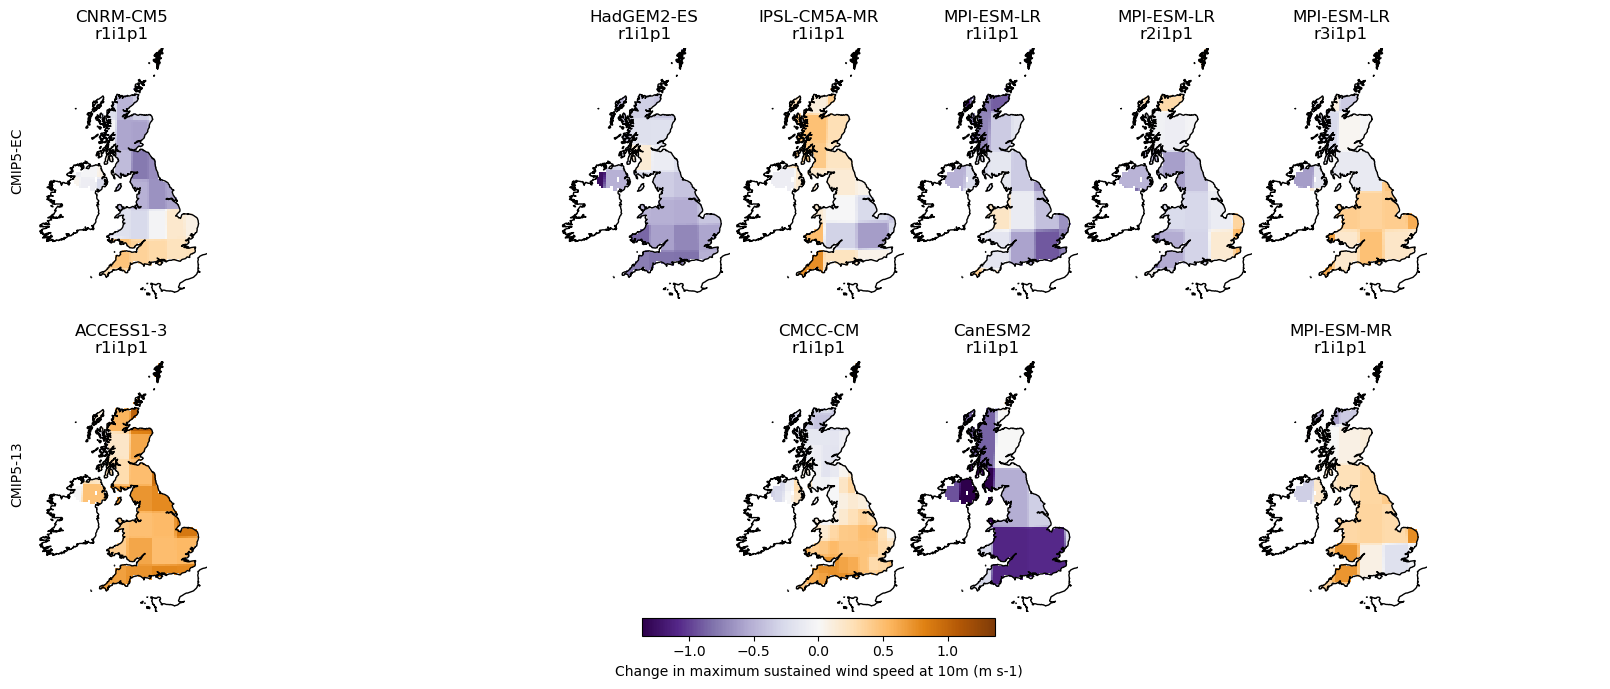 CNRM-CM5
r1i1p1
HadGEM2-ES
r1i1p1
IPSL-CM5A-MR
r1i1p1
MPI-ESM-LR
r1i1p1
MPI-ESM-LR
r2i1p1
MPI-ESM-LR
r3i1p1
CMIP5-EC
ACCESS1-3
r1i1p1
CMCC-CM
r1i1p1
CanESM2
r1i1p1
MPI-ESM-MR
r1i1p1
CMIP5-13
−1.0 −0.5 0.0 0.5 1.0
Change in maximum sustained wind speed at 10m (m s-1)